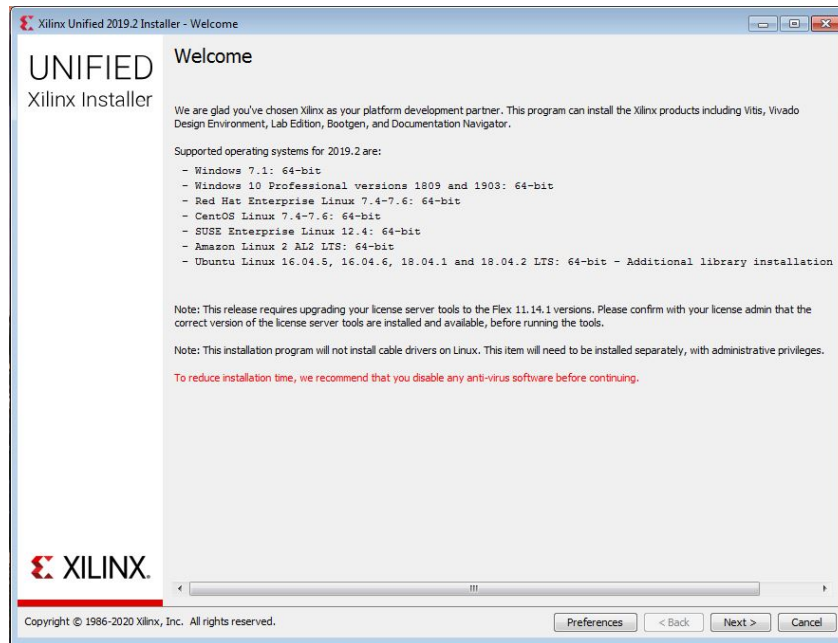 Xilinx Unified 2019.2 Installer - Welcome
UNIFIED
Xilinx Installer
Welcome
We are glad you've chosen Xilinx as your platform development partner. This program can install the Xilinx products including Vitis, Vivado
Design Environment, Lab Edition, Bootgen, and Documentation Navigator.
Supported operating systems for 2019.2 are:
- Windows 7.1: 64-bit
- Windows 10 Professional versions 1809 and 1903: 64-bit
- Red Hat Enterprise Linux 7.4-7.6: 64-bit
- CentOS Linux 7.4-7.6: 64-bit
- SUSE Enterprise Linux 12.4: 64-bit
- Amazon Linux 2 AL2 LTS: 64-bit
- Ubuntu Linux 16.04.5, 16.04.6, 18.04.1 and 18.04.2 LTS: 64-bit - Additional library installation
Note: This release requires upgrading your license server tools to the Flex 11.14.1 versions. Please confirm with your license admin that the
correct version of the license server tools are installed and available, before running the tools.
Note: This installation program will not install cable drivers on Linux. This item will need to be installed separately, with administrative privileges.
To reduce installation time, we recommend that you disable any anti-virus software before continuing.
XILINX.
Copyright © 1986-2020 Xilinx, Inc. All rights reserved.
Preferences
< Back
Next >
Cancel